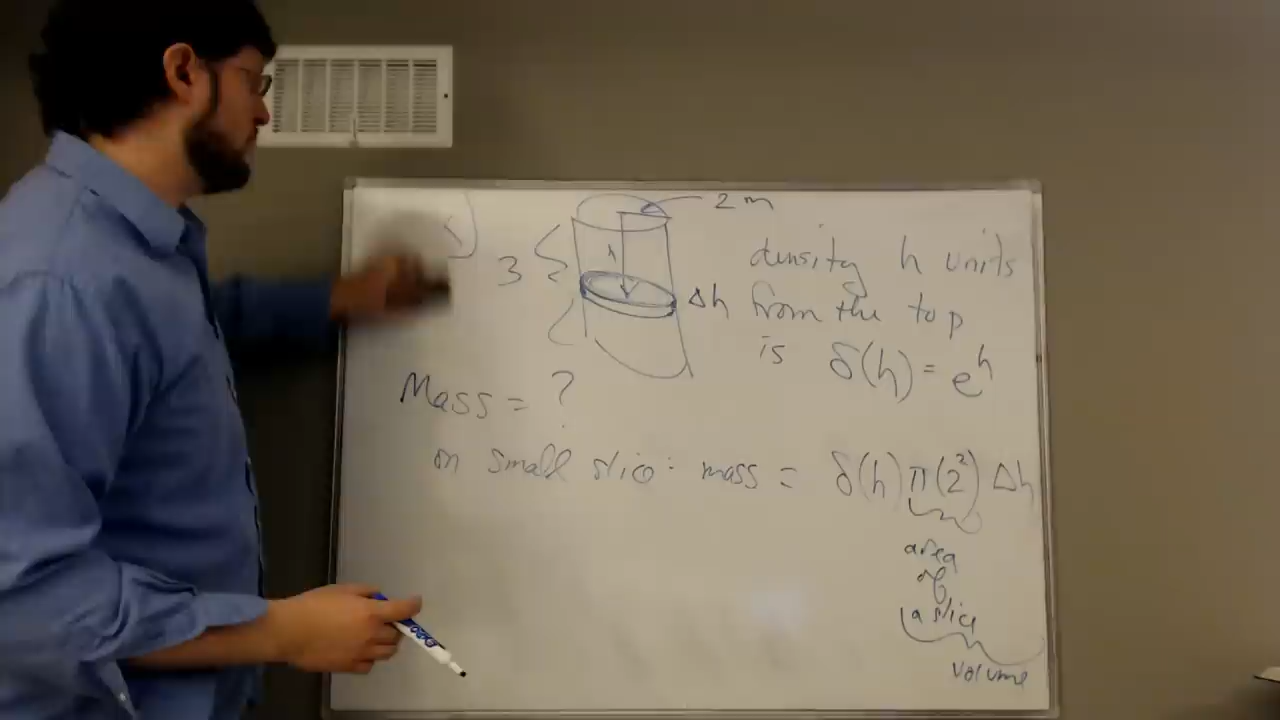 2 m
3
h
Δh
density h units
from the top
is δ(h) = e^h
Mass = ?
on small slice: mass = δ(h) π(2²) Δh
area
of
a slice
volume
EXPO